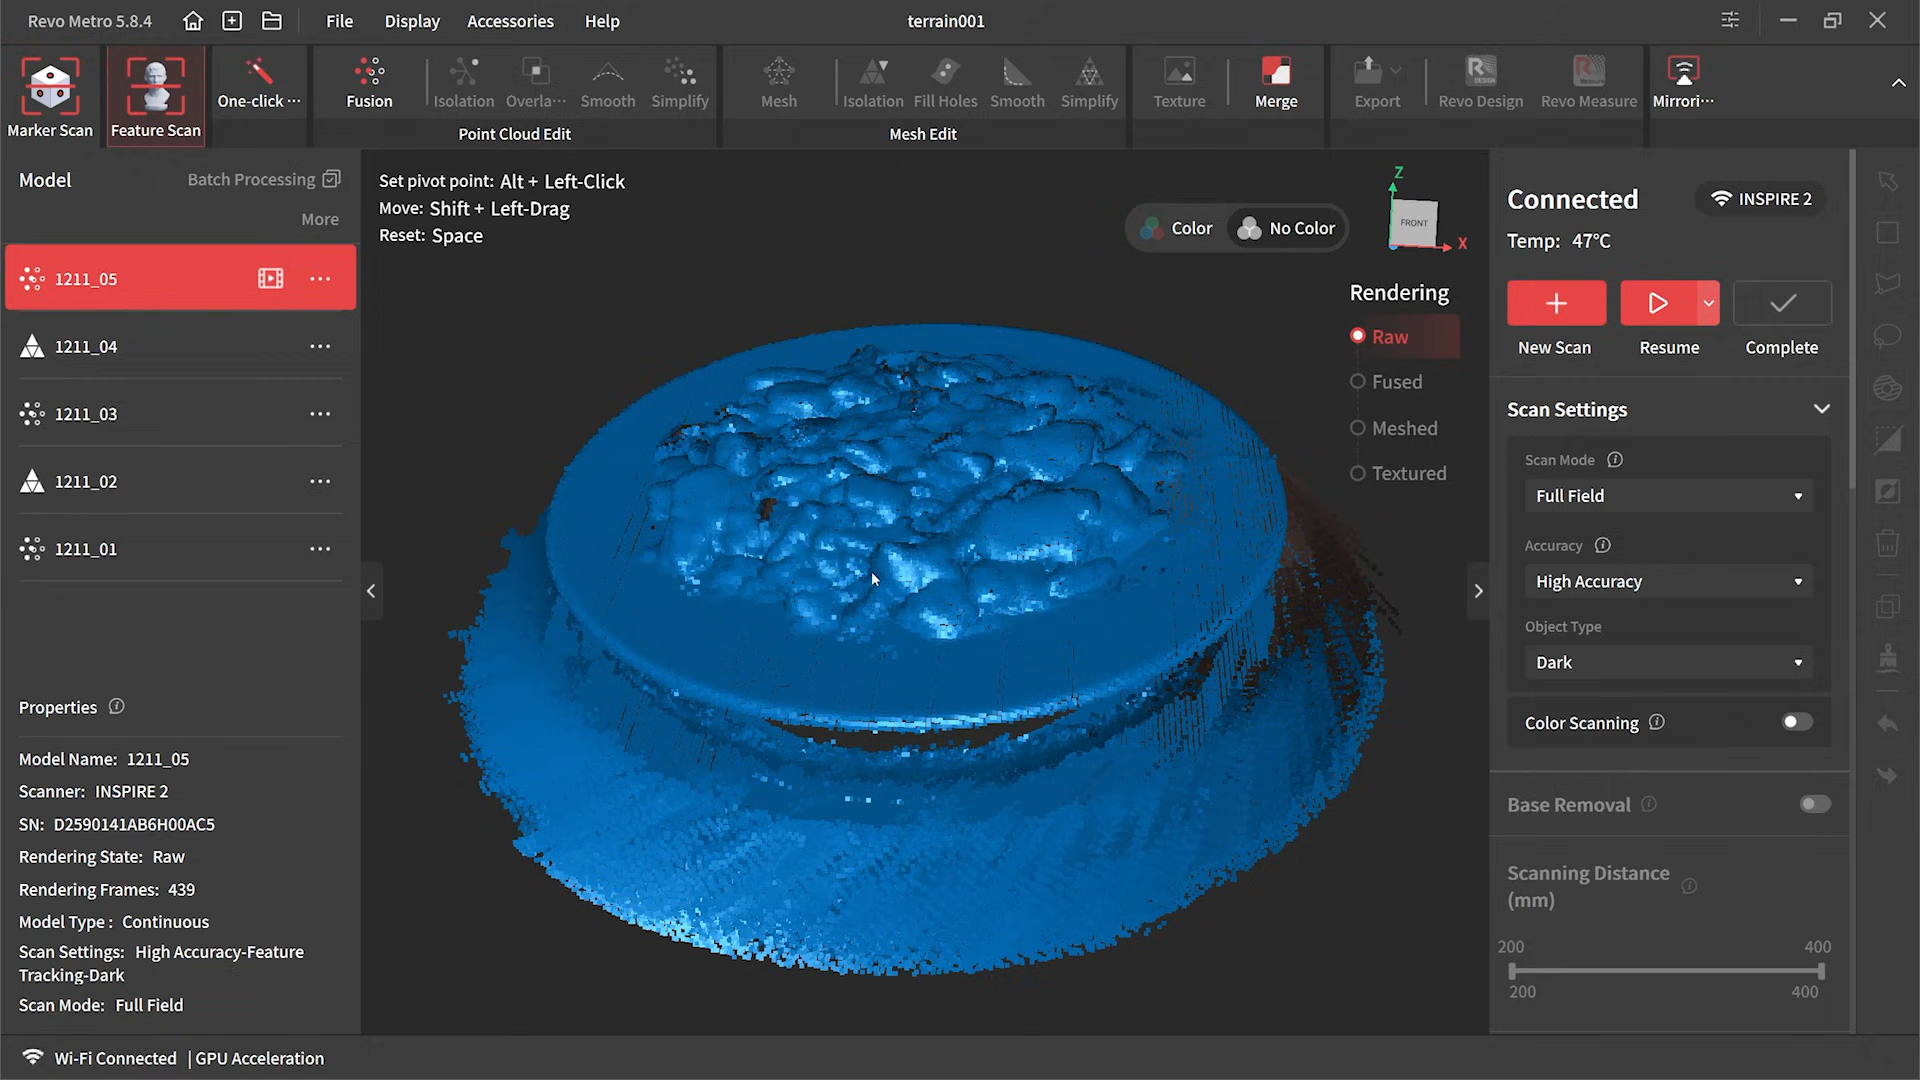 Revo Metro 5.8.4
File
Display
Accessories
Help
terrain001
Marker Scan
Feature Scan
One-click ···
Fusion
Isolation
Overla···
Smooth
Simplify
Point Cloud Edit
Mesh
Isolation
Fill Holes
Smooth
Simplify
Mesh Edit
Texture
Merge
Export
Revo Design
Revo Measure
Mirrori···
Model
Batch Processing
More
1211_05
1211_04
1211_03
1211_02
1211_01
Properties
Model Name: 1211_05
Scanner: INSPIRE 2
SN: D2590141AB6H00AC5
Rendering State: Raw
Rendering Frames: 439
Model Type : Continuous
Scan Settings: High Accuracy-Feature
Tracking-Dark
Scan Mode: Full Field
Set pivot point: Alt + Left-Click
Move: Shift + Left-Drag
Reset: Space
Color
No Color
Z
FRONT
X
Rendering
Raw
Fused
Meshed
Textured
Connected
INSPIRE 2
Temp: 47℃
New Scan
Resume
Complete
Scan Settings
Scan Mode
Full Field
Accuracy
High Accuracy
Object Type
Dark
Color Scanning
Base Removal
Scanning Distance
(mm)
200
400
200
400
Wi-Fi Connected | GPU Acceleration